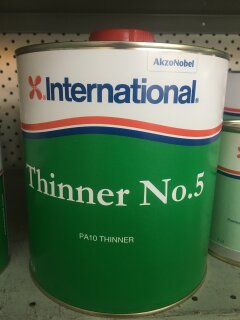 AkzoNobel
International.
Thinner No.5
PA10 THINNER